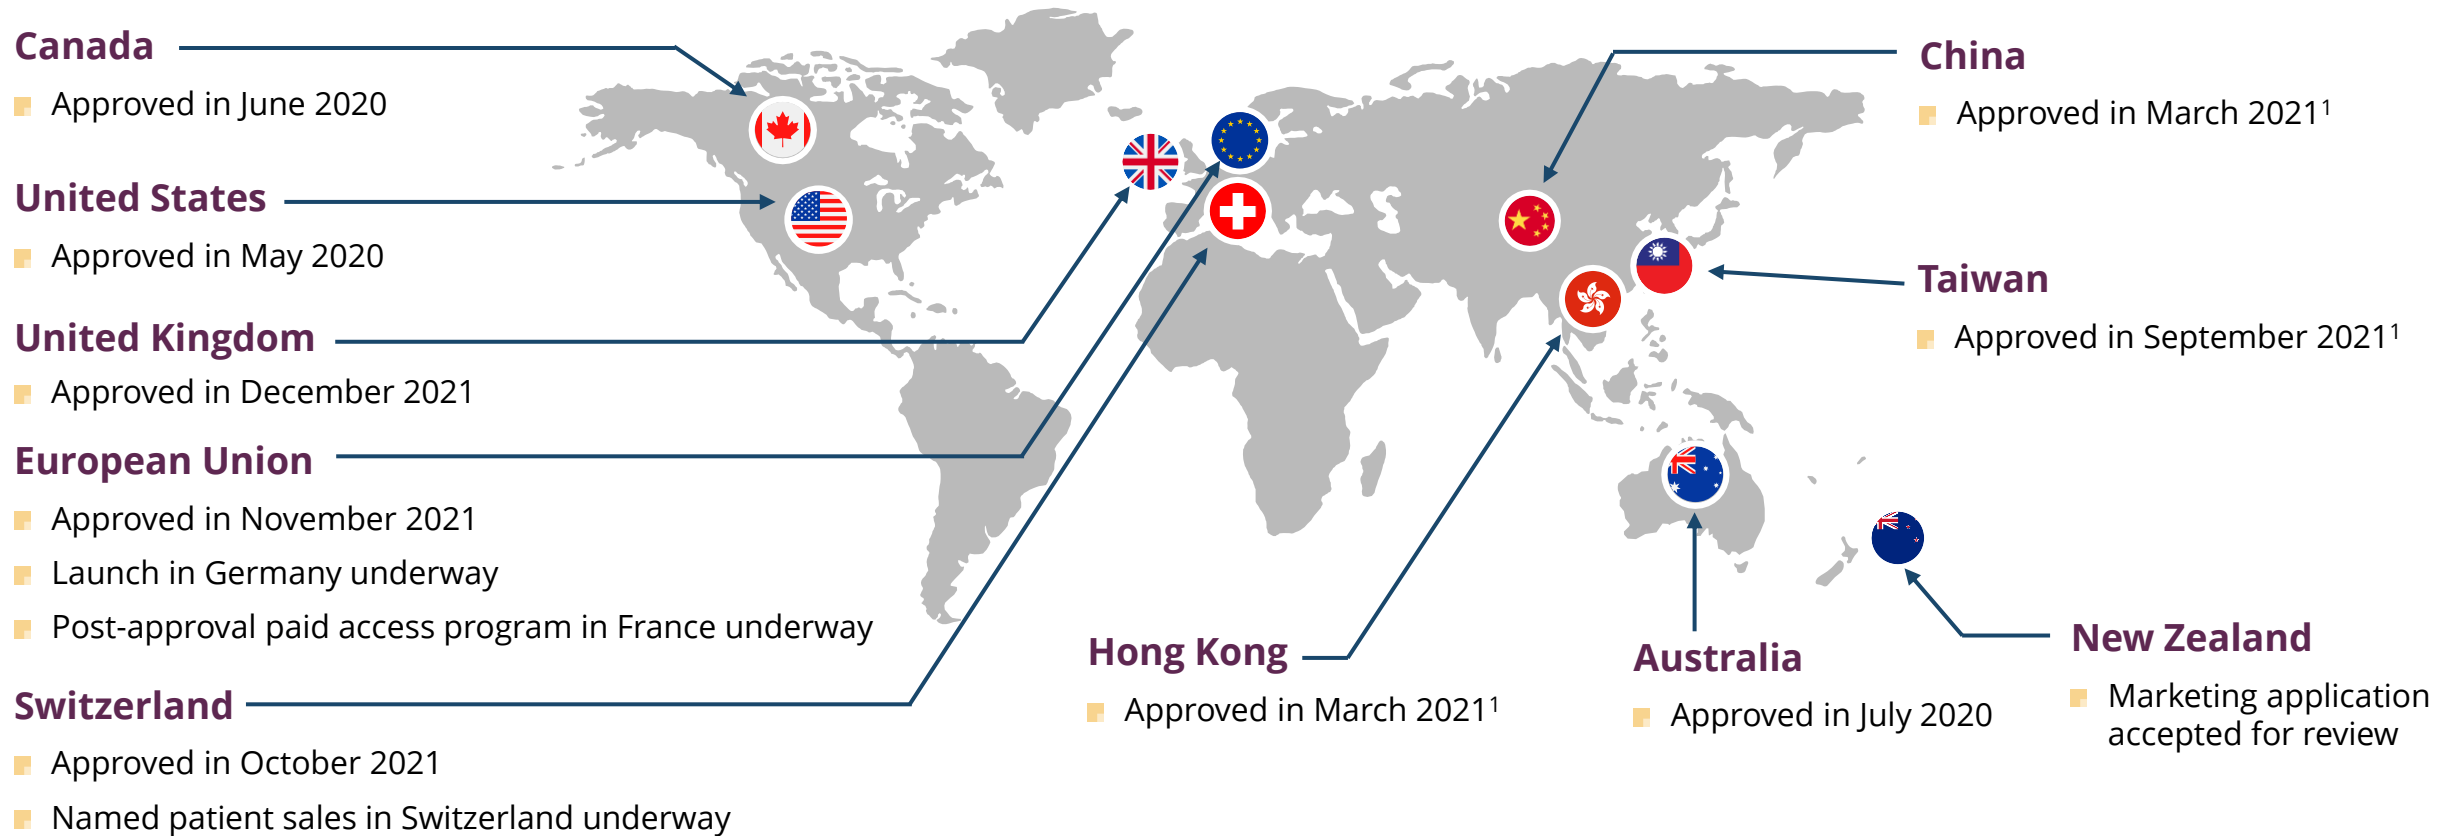 Canada
Approved in June 2020
United States
Approved in May 2020
United Kingdom
Approved in December 2021
European Union
Approved in November 2021
Launch in Germany underway
Post-approval paid access program in France underway
Switzerland
Approved in October 2021
Named patient sales in Switzerland underway
China
Approved in March 2021¹
Taiwan
Approved in September 2021¹
Hong Kong
Approved in March 2021¹
Australia
Approved in July 2020
New Zealand
Marketing application
accepted for review